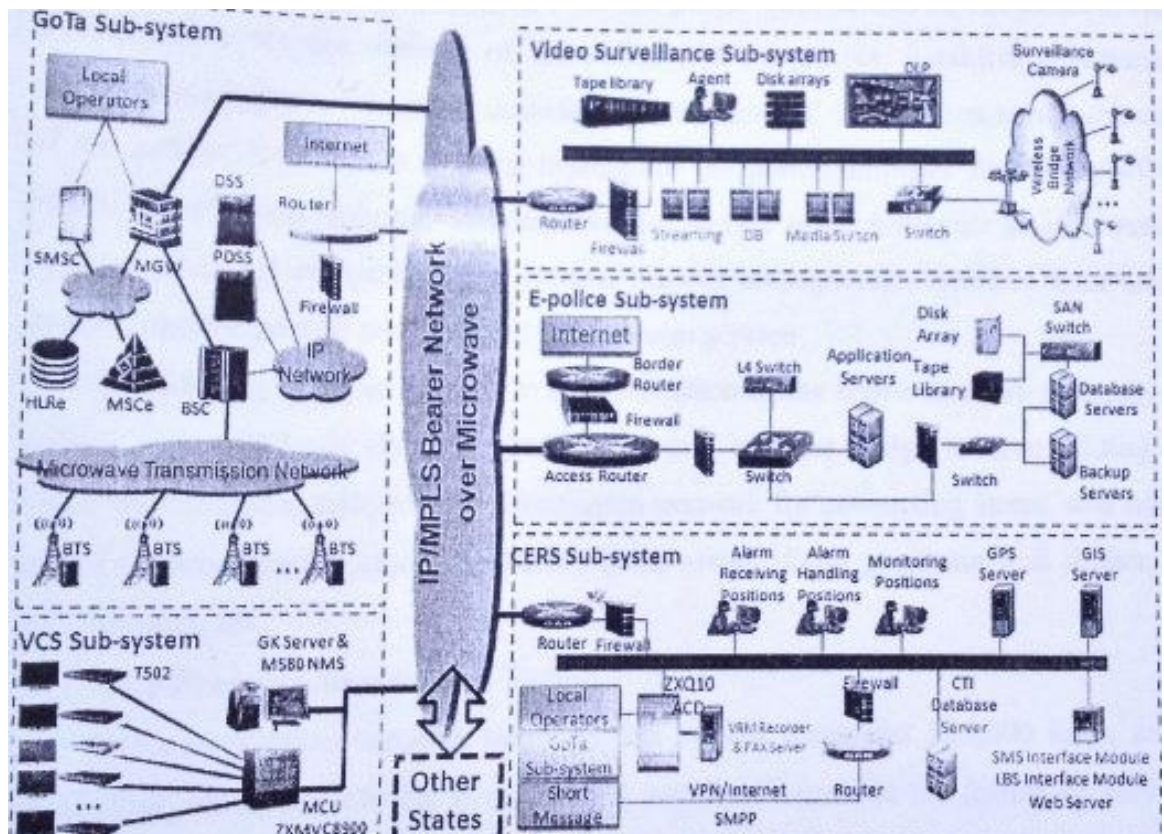 GoTa Sub-system
Local
Operators
Internet
DSS
Router
SMSC
MGW
PDSS
Firewall
IP
Network
HLRe
MSCe
BSC
Microwave Transmission Network
BTS
BTS
BTS
...
BTS
VCS Sub-system
T502
GK Server &
M580 NMS
...
MCU
ZXMVC8900
IP/MPLS Bearer Network
over Microwave
Other
States
Video Surveillance Sub-system
Surveillance
Camera
Tape library
Agent
Disk arrays
DLP
Wireless
Bridge
Network
...
Router
Firewall
Streaming
DB
Media Switch
Switch
E-police Sub-system
Internet
Border
Router
Firewall
Access Router
L4 Switch
Switch
Application
Servers
Disk
Array
Tape
Library
SAN
Switch
Database
Servers
Switch
Backup
Servers
CERS Sub-system
Alarm
Receiving
Positions
Alarm
Handling
Positions
Monitoring
Positions
GPS
Server
GIS
Server
Router
Firewall
Local
Operators
GoTa
Sub-system
Short
Message
ZXQ10
ACD
VRM Recorder
& FAX Server
Firewall
Router
VPN/Internet
SMPP
CTI
Database
Server
SMS Interface Module
LBS Interface Module
Web Server